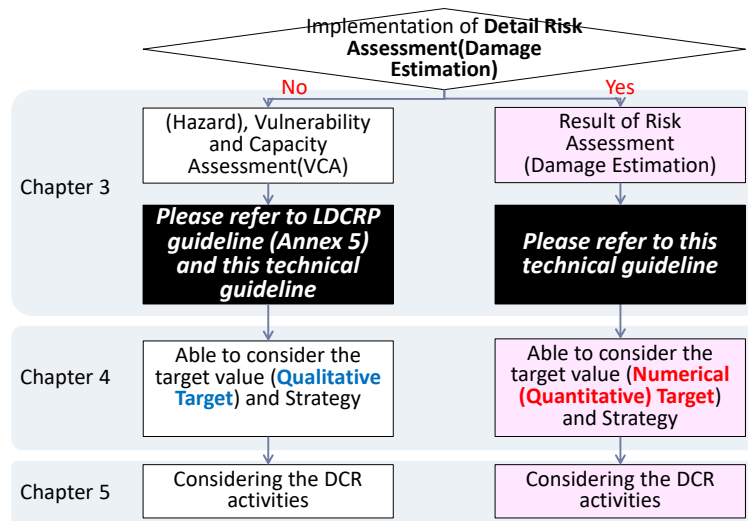 Implementation of Detail Risk
Assessment(Damage
Estimation)
No
Yes
Chapter 3
(Hazard), Vulnerability
and Capacity
Assessment(VCA)
Result of Risk
Assessment
(Damage Estimation)
Please refer to LDCRP
guideline (Annex 5)
and this technical
guideline
Please refer to this
technical guideline
Chapter 4
Able to consider the
target value (Qualitative
Target) and Strategy
Able to consider the
target value (Numerical
(Quantitative) Target)
and Strategy
Chapter 5
Considering the DCR
activities
Considering the DCR
activities